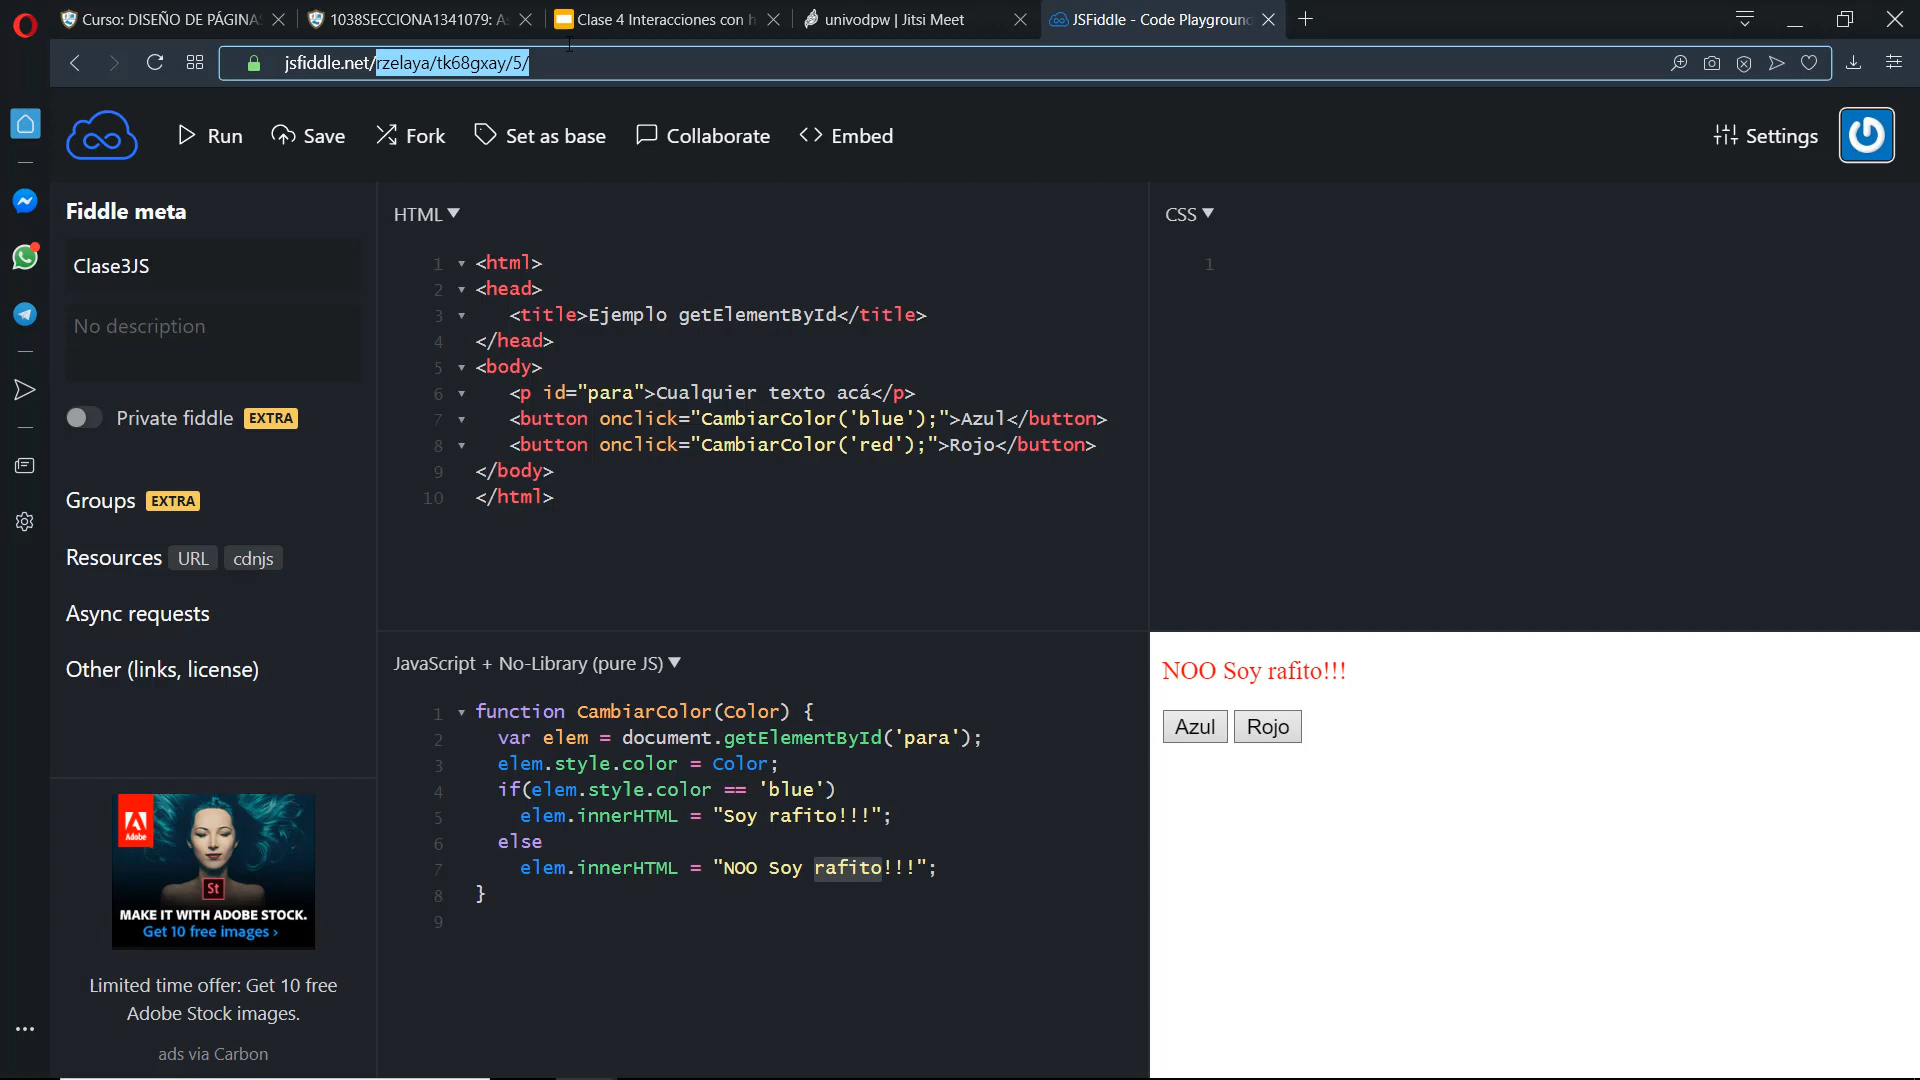 Curso: DISEÑO DE PÁGINAS
1038SECCIONA1341079: As
Clase 4 Interacciones con h
univodpw | Jitsi Meet
JSFiddle - Code Playground
jsfiddle.net/rzelaya/tk68gxay/5/
Run
Save
Fork
Set as base
Collaborate
Embed
Settings
Fiddle meta
Clase3JS
No description
Private fiddle EXTRA
Groups EXTRA
Resources URL cdnjs
Async requests
Other (links, license)
Adobe
St
MAKE IT WITH ADOBE STOCK.
Get 10 free images ›
Limited time offer: Get 10 free
Adobe Stock images.
ads via Carbon
HTML ▼
1 <html>
2 <head>
3 <title>Ejemplo getElementById</title>
4 </head>
5 <body>
6 <p id="para">Cualquier texto acá</p>
7 <button onclick="CambiarColor('blue');">Azul</button>
8 <button onclick="CambiarColor('red');">Rojo</button>
9 </body>
10 </html>
CSS ▼
1
JavaScript + No-Library (pure JS) ▼
1 function CambiarColor(Color) {
2 var elem = document.getElementById('para');
3 elem.style.color = Color;
4 if(elem.style.color == 'blue')
5 elem.innerHTML = "Soy rafito!!!";
6 else
7 elem.innerHTML = "NOO Soy rafito!!!";
8 }
9
NOO Soy rafito!!!
Azul Rojo